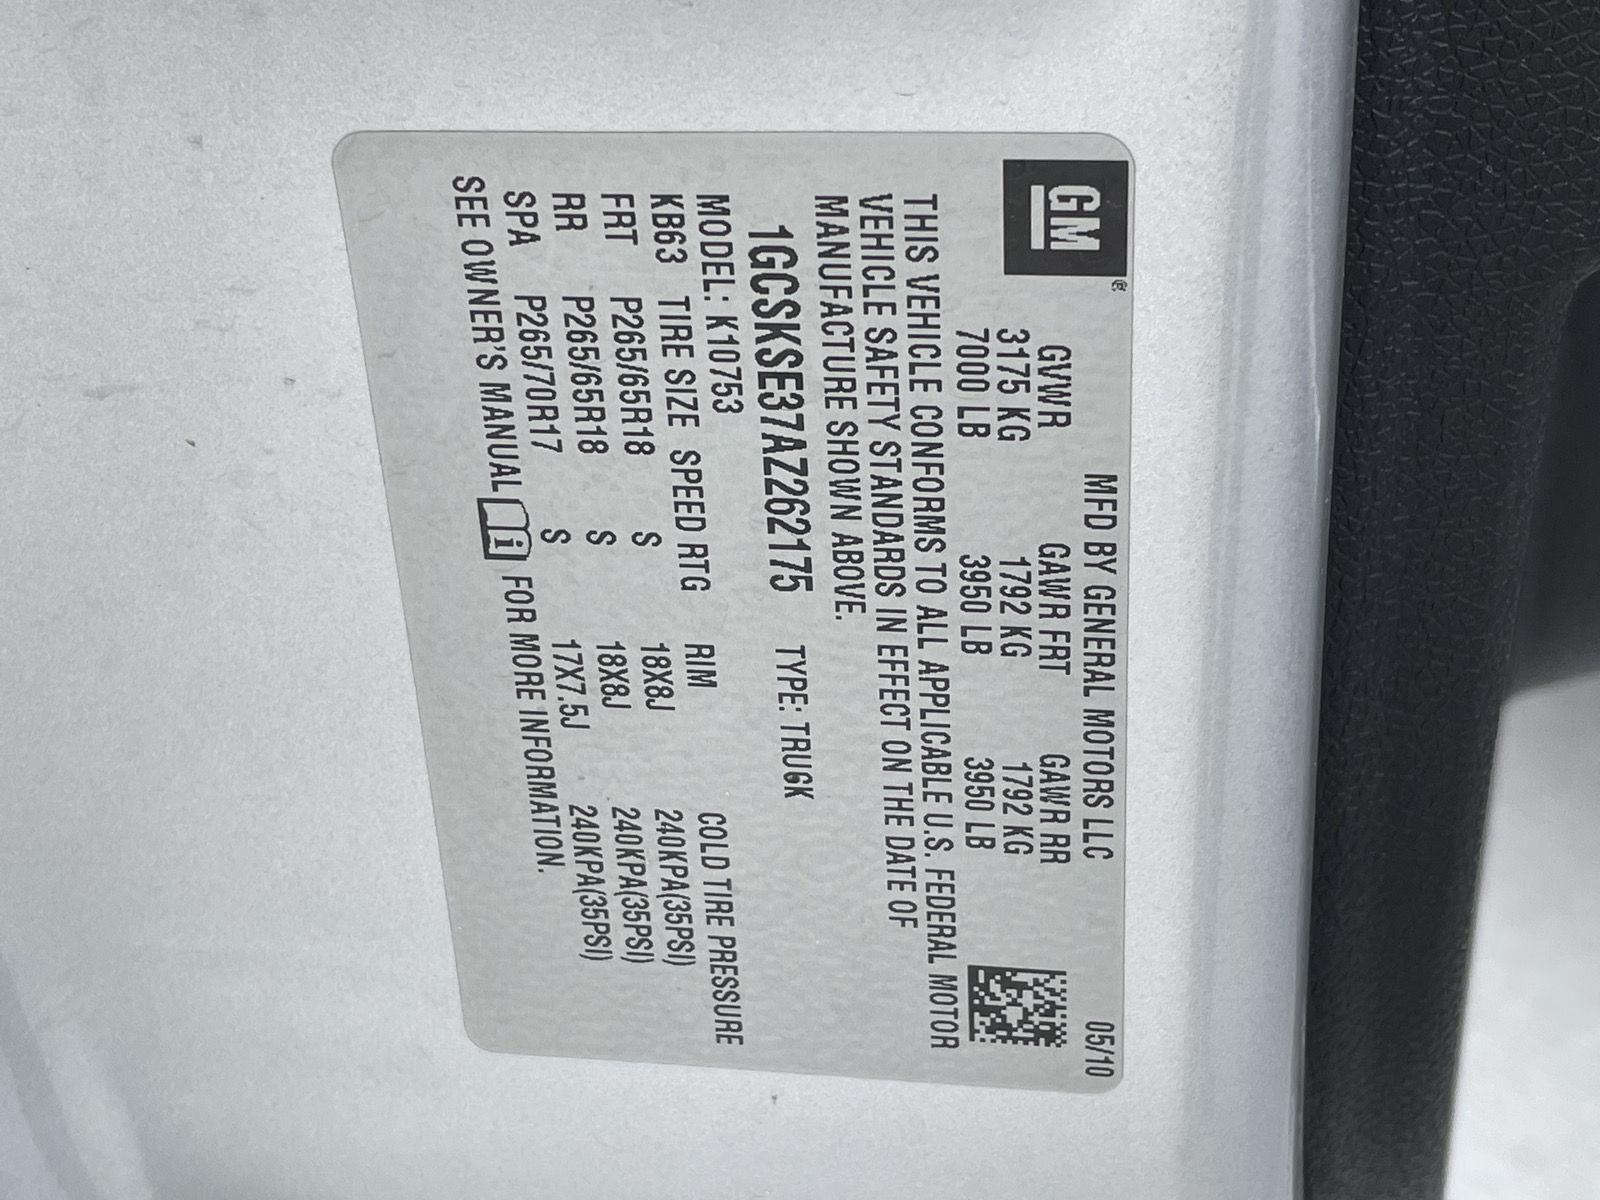 GM
MFD BY GENERAL MOTORS LLC 05/10
GVWR GAWR FRT GAWR RR
3175 KG 1792 KG 1792 KG
7000 LB 3950 LB 3950 LB
THIS VEHICLE CONFORMS TO ALL APPLICABLE U.S. FEDERAL MOTOR
VEHICLE SAFETY STANDARDS IN EFFECT ON THE DATE OF
MANUFACTURE SHOWN ABOVE.
1GCSKSE37AZ262175 TYPE: TRUCK
MODEL: K10753
KB63 TIRE SIZE SPEED RTG RIM COLD TIRE PRESSURE
FRT P265/65R18 S 18X8J 240KPA(35PSI)
RR P265/65R18 S 18X8J 240KPA(35PSI)
SPA P265/70R17 S 17X7.5J 240KPA(35PSI)
SEE OWNER'S MANUAL i FOR MORE INFORMATION.